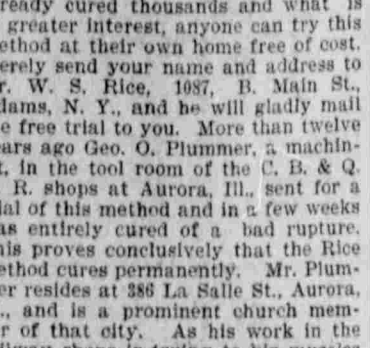 ready cured thousands and what is
greater interest, anyone can try this
ethod at their own home free of cost.
erely send your name and address to
r. W. S. Rice, 1087, B. Main St.,
dams, N. Y., and he will gladly mail
e free trial to you. More than twelve
ears ago Geo. O. Plummer, a machin-
t, in the tool room of the C. B. & Q.
R. shops at Aurora, Ill., sent for a
ial of this method and in a few weeks
as entirely cured of a bad rupture.
his proves conclusively that the Rice
ethod cures permanently. Mr. Plum-
er resides at 386 La Salle St., Aurora,
., and is a prominent church mem-
r of that city. As his work in the